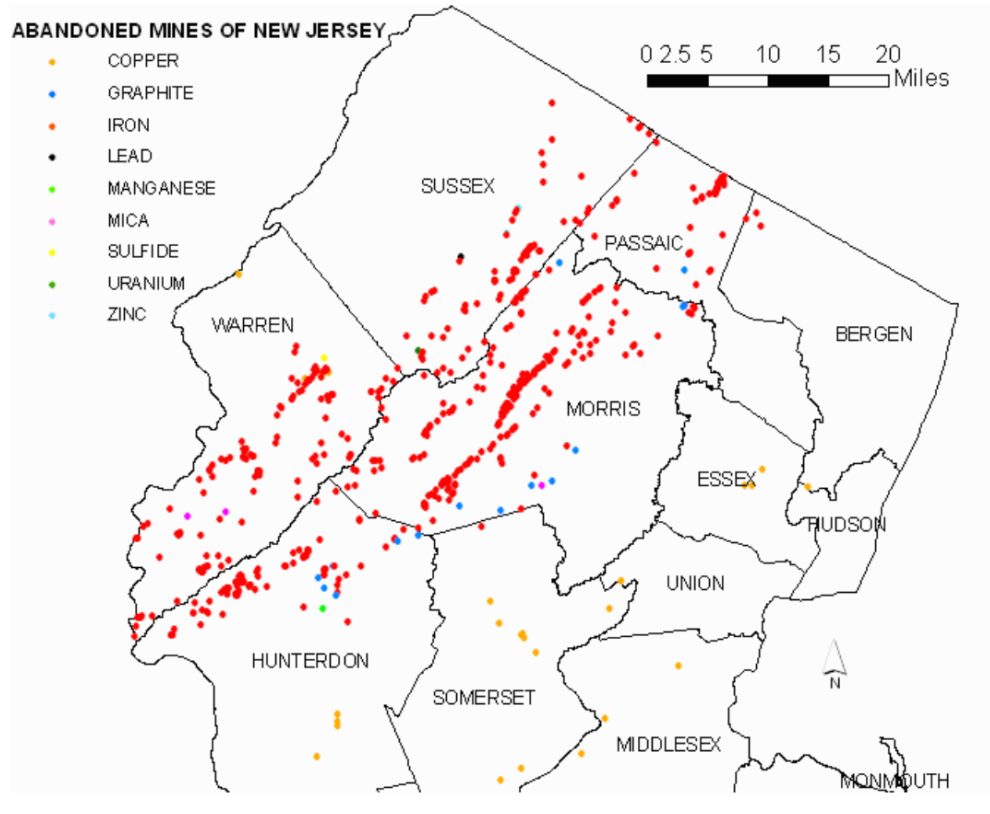 ABANDONED MINES OF NEW JERSEY
COPPER
GRAPHITE
IRON
LEAD
MANGANESE
MICA
SULFIDE
URANIUM
ZINC
0 2.5 5 10 15 20
Miles
SUSSEX
PASSAIC
WARREN
BERGEN
MORRIS
ESSEX
HUDSON
UNION
HUNTERDON
SOMERSET
MIDDLESEX
N
MONMOUTH